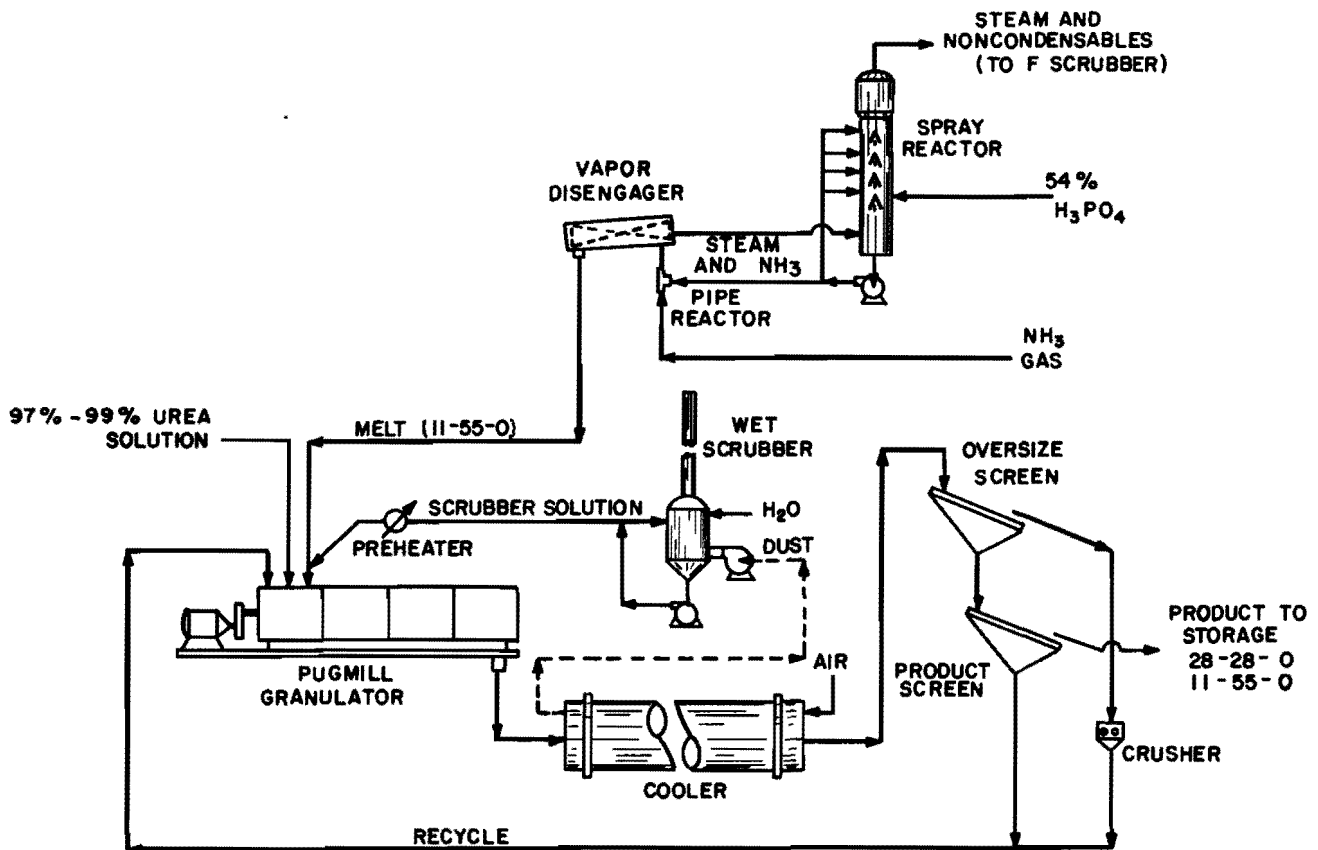 STEAM AND
NONCONDENSABLES
(TO F SCRUBBER)
SPRAY
REACTOR
54%
H₃PO₄
VAPOR
DISENGAGER
STEAM
AND NH₃
PIPE
REACTOR
NH₃
GAS
97% - 99% UREA
SOLUTION
MELT (11-55-0)
WET
SCRUBBER
OVERSIZE
SCREEN
SCRUBBER SOLUTION
H₂O
PREHEATER
DUST
PRODUCT TO
STORAGE
28-28-0
11-55-0
AIR
PRODUCT
SCREEN
PUGMILL
GRANULATOR
CRUSHER
COOLER
RECYCLE